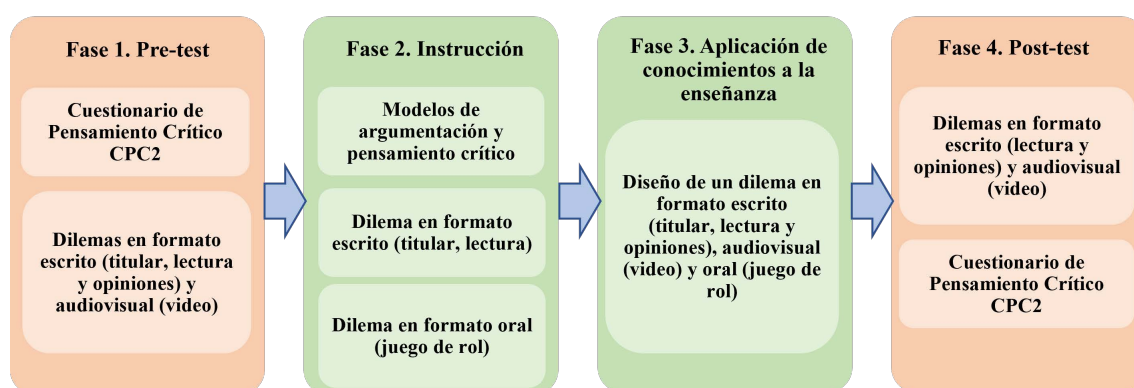 Fase 1. Pre-test
Cuestionario de
Pensamiento Crítico
CPC2
Dilemas en formato
escrito (titular, lectura
y opiniones) y
audiovisual (video)
Fase 2. Instrucción
Modelos de
argumentación y
pensamiento crítico
Dilema en formato
escrito (titular, lectura)
Dilema en formato oral
(juego de rol)
Fase 3. Aplicación de
conocimientos a la
enseñanza
Diseño de un dilema en
formato escrito
(titular, lectura y
opiniones), audiovisual
(video) y oral (juego de
rol)
Fase 4. Post-test
Dilemas en formato
escrito (lectura y
opiniones) y audiovisual
(video)
Cuestionario de
Pensamiento Crítico
CPC2